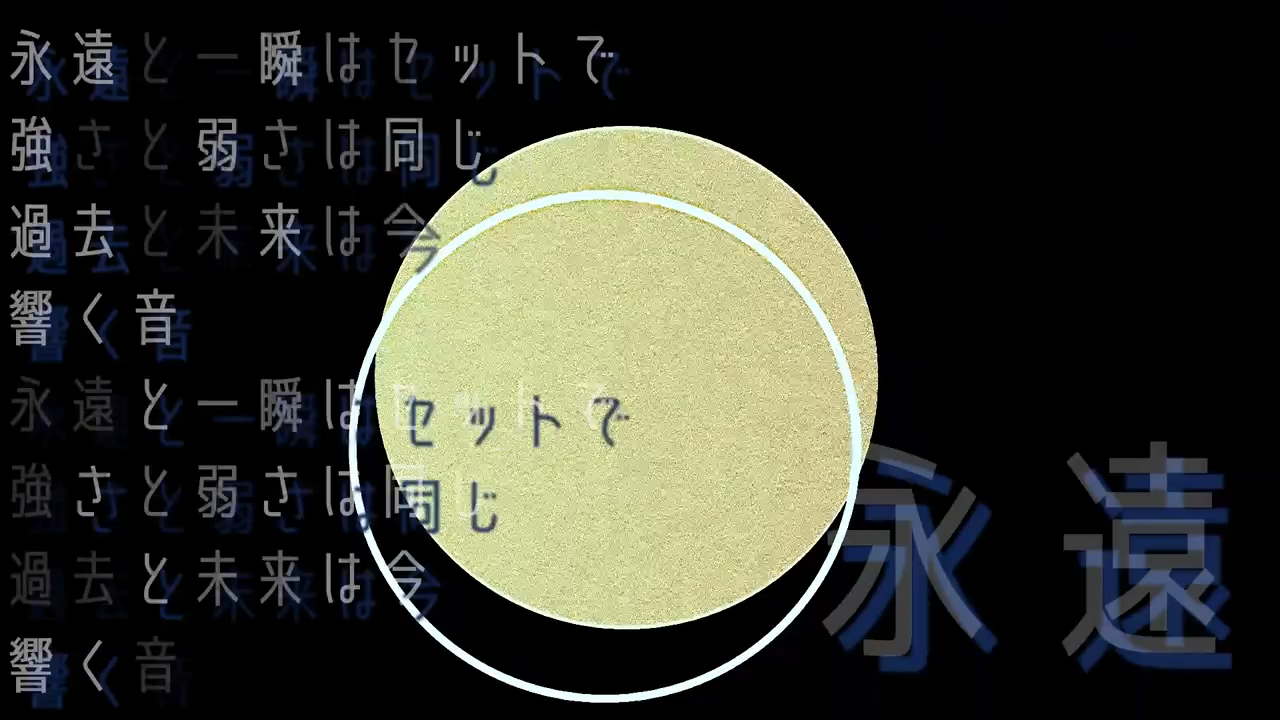 永遠と一瞬はセットで
強さと弱さは同じ
過去と未来は今
響く音
永遠と一瞬はセットで
強さと弱さは同じ
過去と未来は今
響く音
永遠